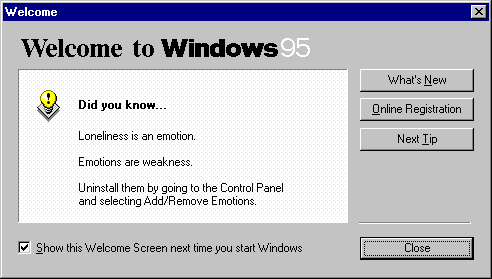 Welcome
Welcome to Windows95
What's New
Did you know...
Online Registration
Loneliness is an emotion.
Next Tip
Emotions are weakness.
Uninstall them by going to the Control Panel
and selecting Add/Remove Emotions.
Show this Welcome Screen next time you start Windows
Close